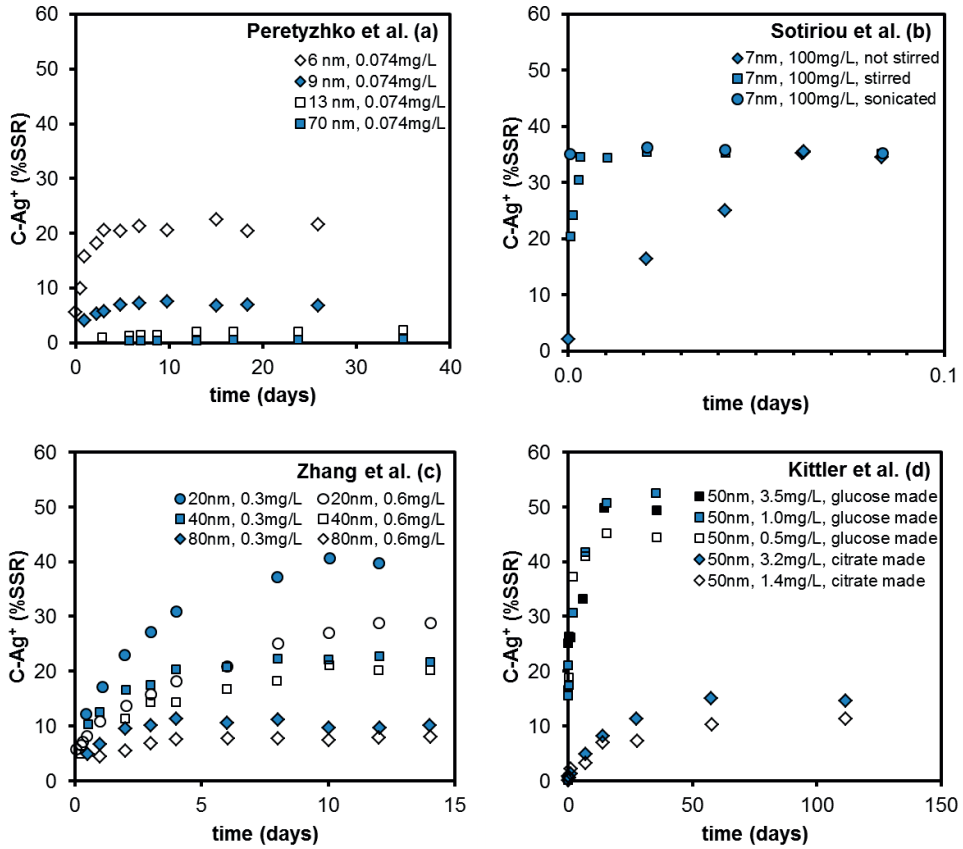 Peretyzhko et al. (a)
6 nm, 0.074mg/L
9 nm, 0.074mg/L
13 nm, 0.074mg/L
70 nm, 0.074mg/L
60
50
40
30
20
10
0
C-Ag⁺ (%SSR)
0 10 20 30 40
time (days)
Sotiriou et al. (b)
7nm, 100mg/L, not stirred
7nm, 100mg/L, stirred
7nm, 100mg/L, sonicated
60
50
40
30
20
10
0
C-Ag⁺ (%SSR)
0.0 0.1
time (days)
Zhang et al. (c)
20nm, 0.3mg/L 20nm, 0.6mg/L
40nm, 0.3mg/L 40nm, 0.6mg/L
80nm, 0.3mg/L 80nm, 0.6mg/L
60
50
40
30
20
10
0
C-Ag⁺ (%SSR)
0 5 10 15
time (days)
Kittler et al. (d)
50nm, 3.5mg/L, glucose made
50nm, 1.0mg/L, glucose made
50nm, 0.5mg/L, glucose made
50nm, 3.2mg/L, citrate made
50nm, 1.4mg/L, citrate made
60
50
40
30
20
10
0
C-Ag⁺ (%SSR)
0 50 100 150
time (days)